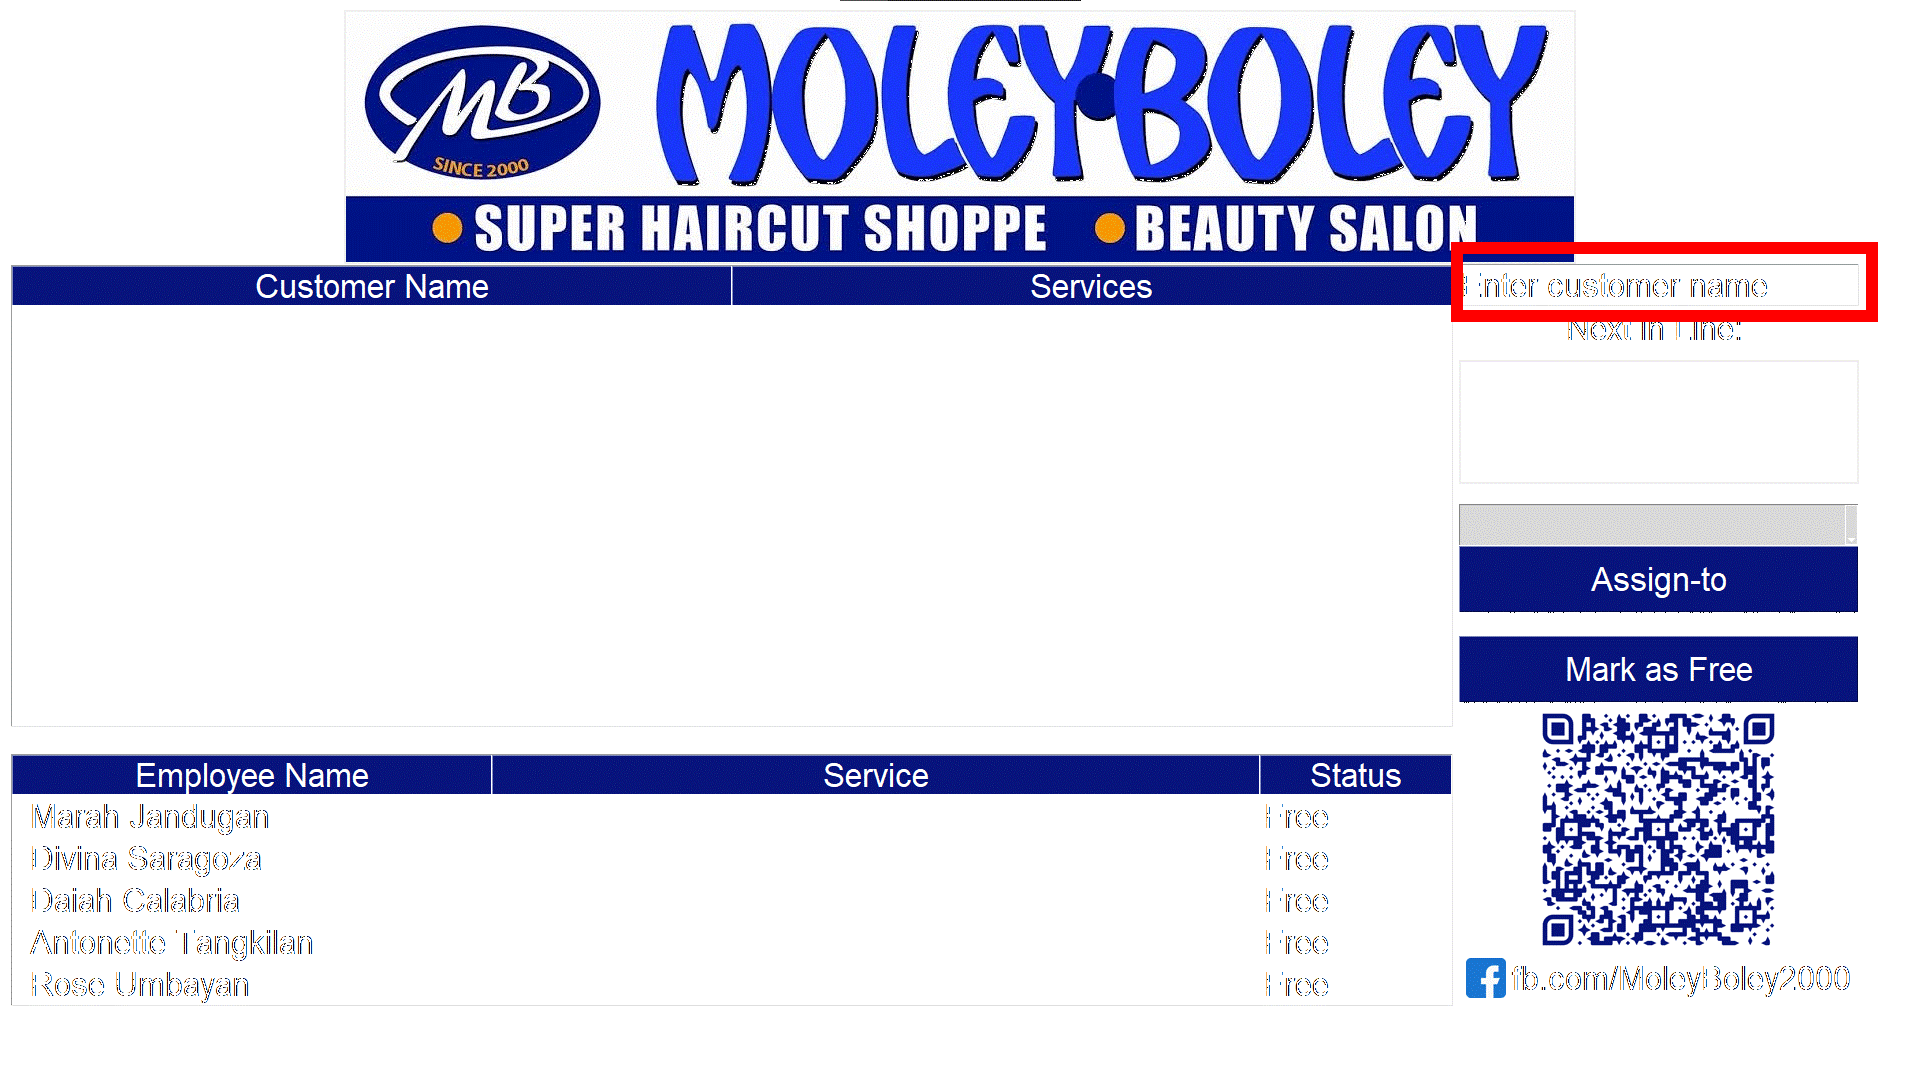 MB
SINCE 2000
MOLEYBOLEY
SUPER HAIRCUT SHOPPE BEAUTY SALON
Customer Name Services
Enter customer name
Next in Line:
Assign-to
Mark as Free
Employee Name Service Status
Marah Jandugan Free
Divina Saragoza Free
Daiah Calabria Free
Antonette Tangkilan Free
Rose Umbayan Free
fb.com/MoleyBoley2000